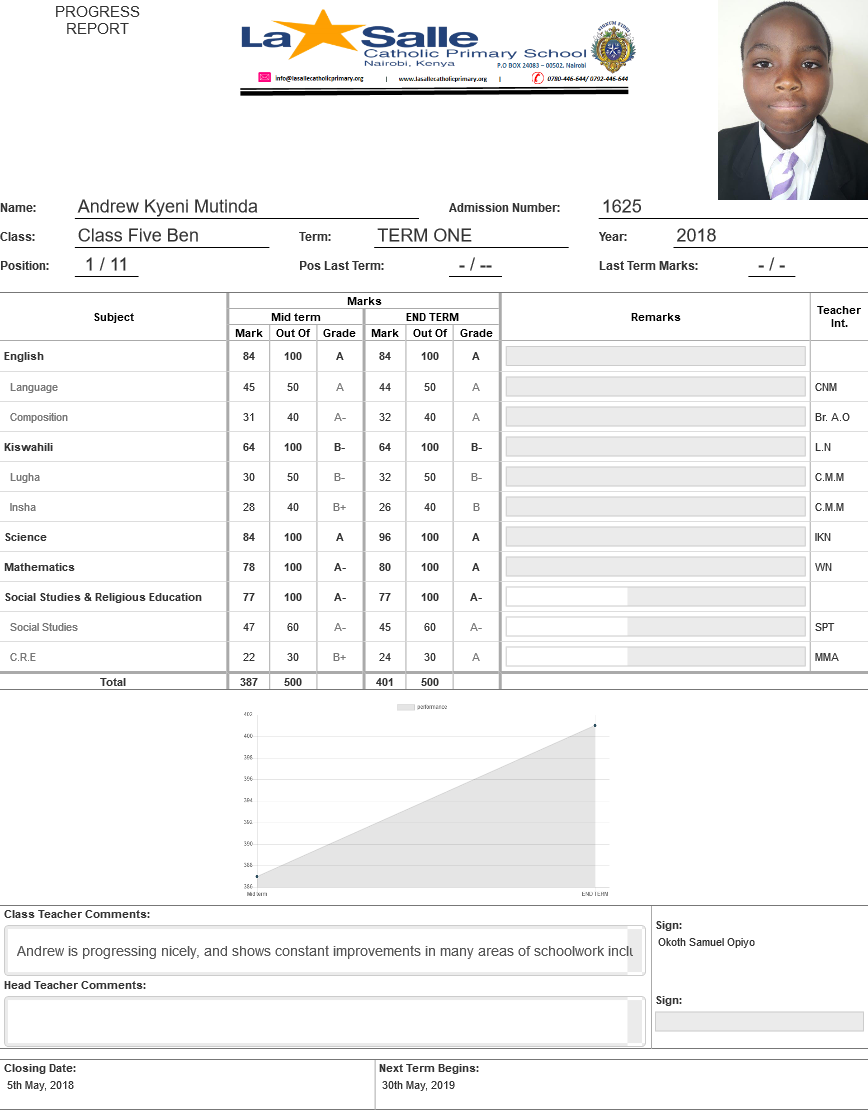 PROGRESS
REPORT
La Salle
Catholic Primary School
Nairobi, Kenya
P.O BOX 24083 – 00502, Nairobi
info@lasallecatholicprimary.org | www.lasallecatholicprimary.org | 0780-446-644/ 0792-446-644
Name: Andrew Kyeni Mutinda Admission Number: 1625
Class: Class Five Ben Term: TERM ONE Year: 2018
Position: 1 / 11 Pos Last Term: - / -- Last Term Marks: - / -
Subject Marks Remarks Teacher Int.
Mid term END TERM
Mark Out Of Grade Mark Out Of Grade
English 84 100 A 84 100 A
Language 45 50 A 44 50 A CNM
Composition 31 40 A- 32 40 A Br. A.O
Kiswahili 64 100 B- 64 100 B- L.N
Lugha 30 50 B- 32 50 B- C.M.M
Insha 28 40 B+ 26 40 B C.M.M
Science 84 100 A 96 100 A IKN
Mathematics 78 100 A- 80 100 A WN
Social Studies & Religious Education 77 100 A- 77 100 A-
Social Studies 47 60 A- 45 60 A- SPT
C.R.E 22 30 B+ 24 30 A MMA
Total 387 500 401 500
performance
402
400
398
396
394
392
390
388
386
Mid term END TERM
Class Teacher Comments:
Andrew is progressing nicely, and shows constant improvements in many areas of schoolwork inclu
Sign:
Okoth Samuel Opiyo
Head Teacher Comments:
Sign:
Closing Date: Next Term Begins:
5th May, 2018 30th May, 2019